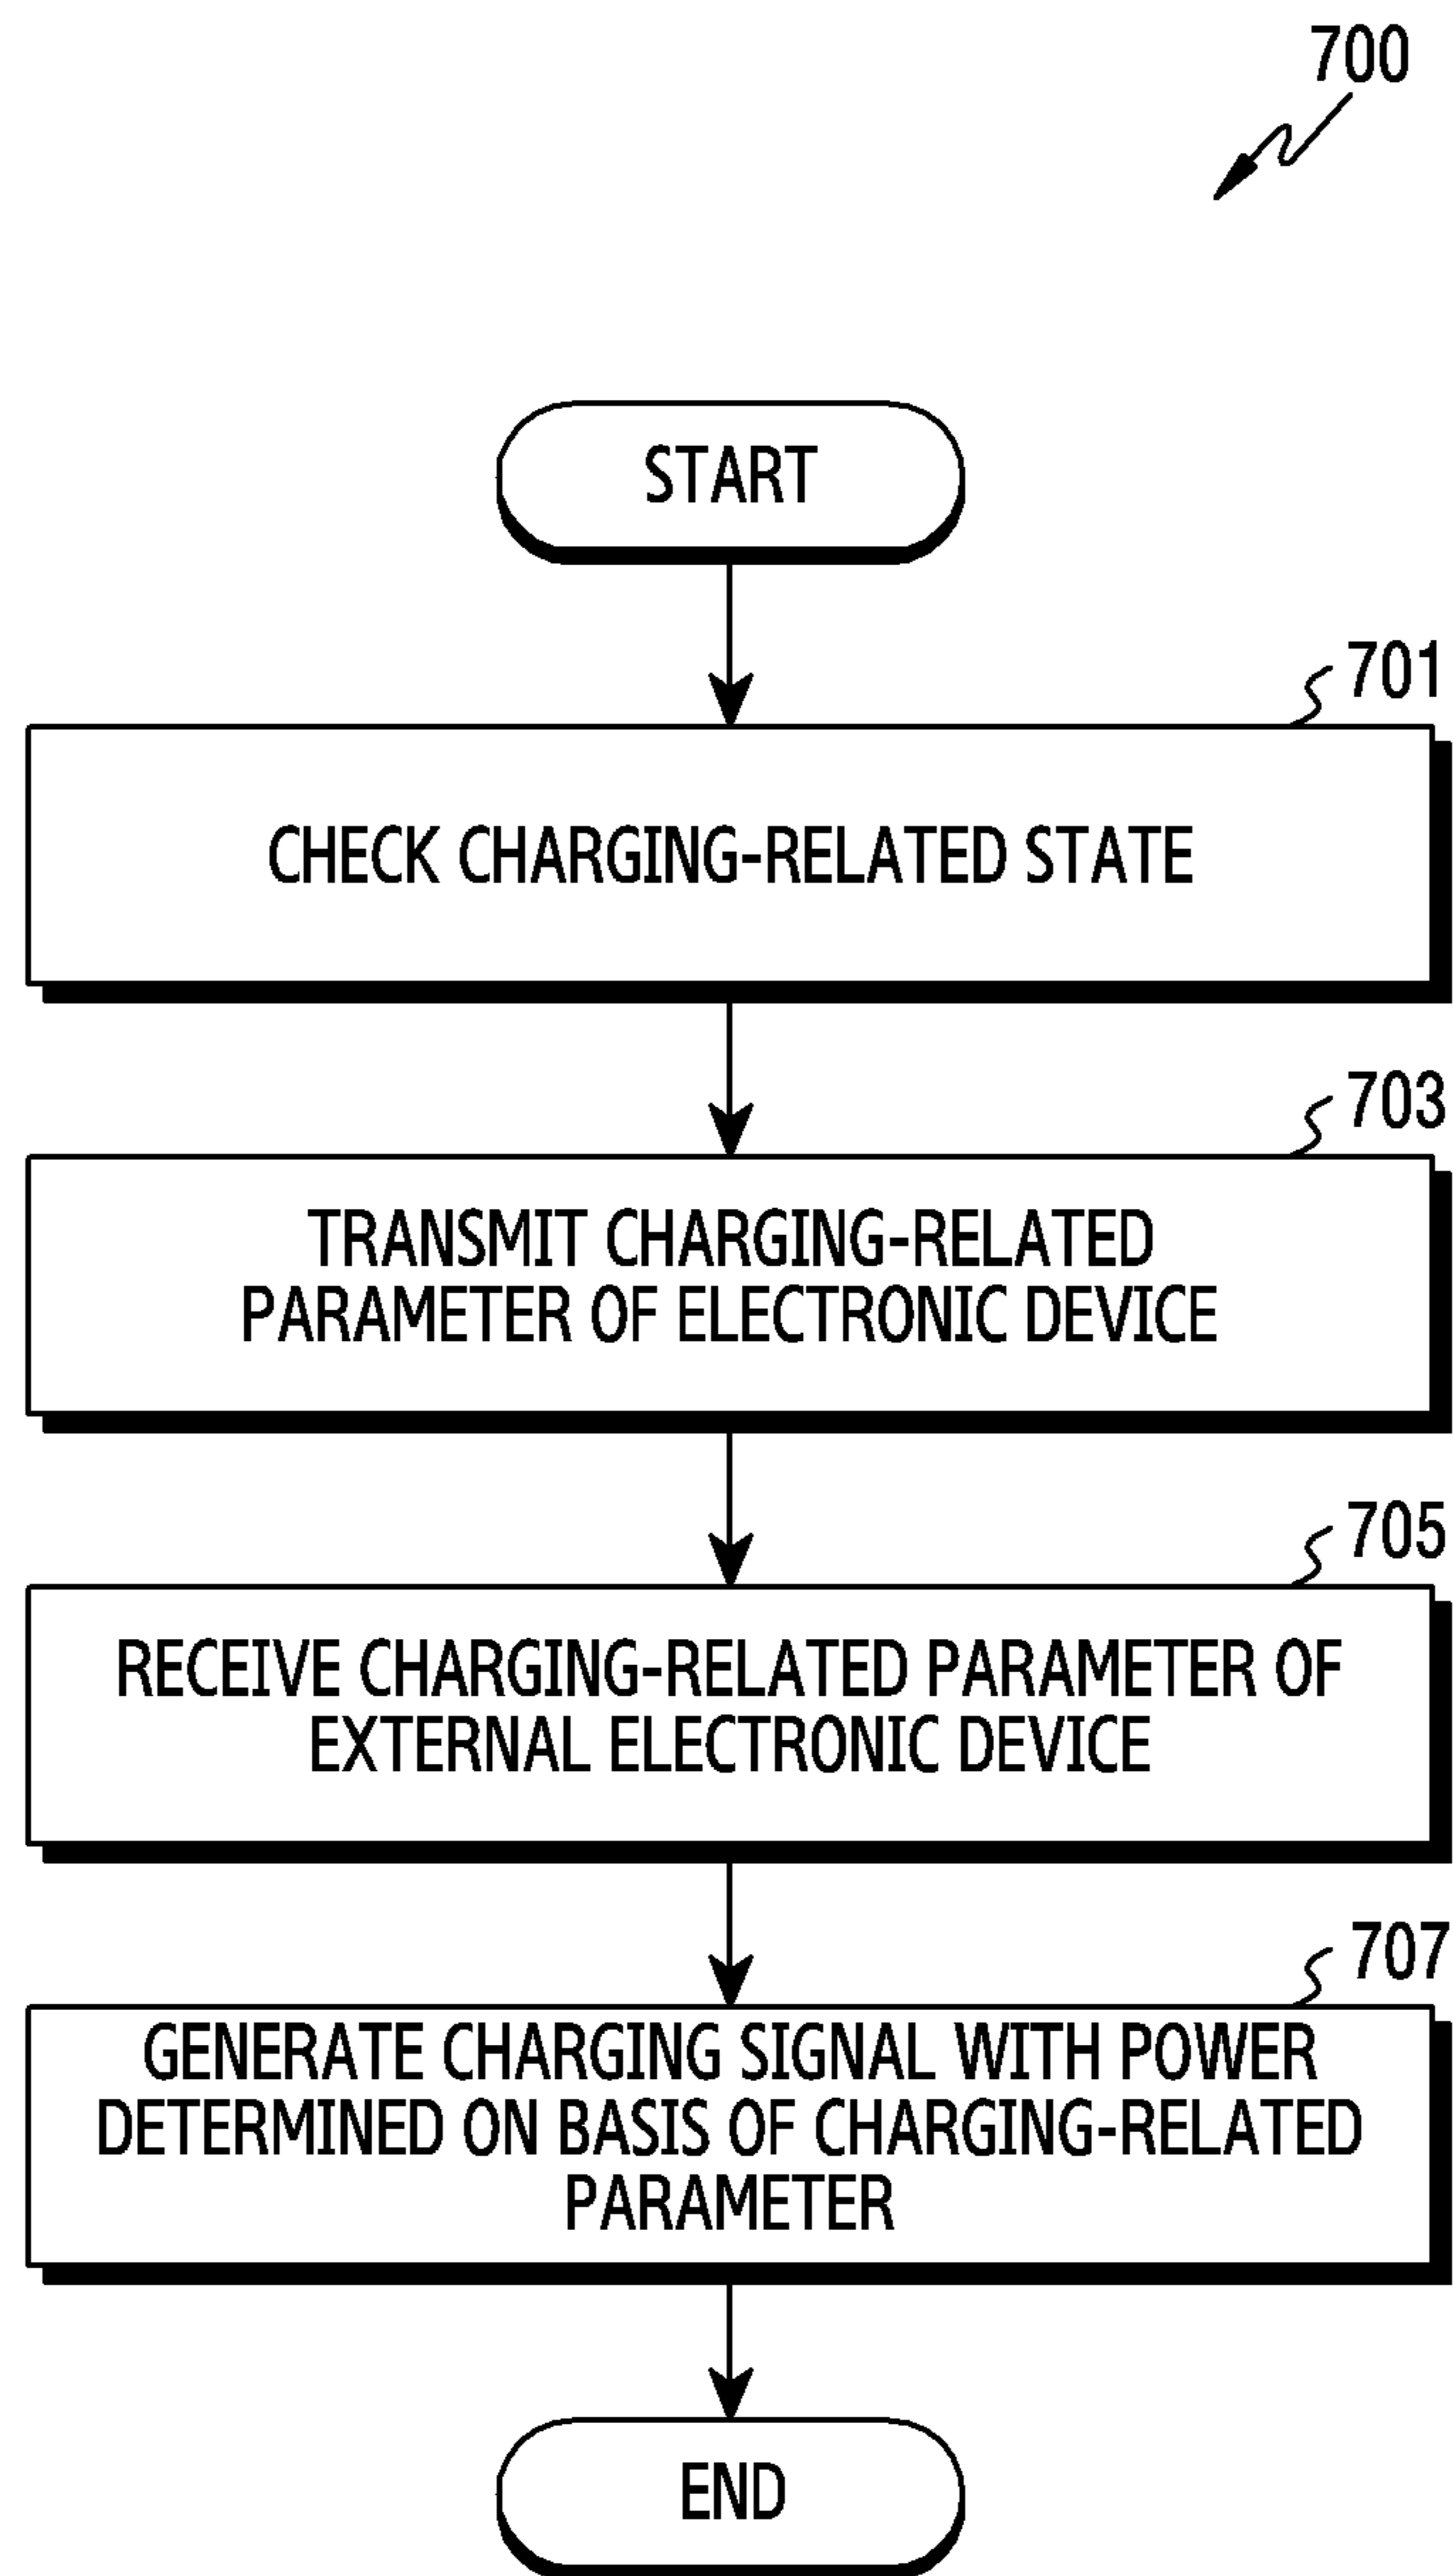 700
START
701
CHECK CHARGING-RELATED STATE
703
TRANSMIT CHARGING-RELATED
PARAMETER OF ELECTRONIC DEVICE
705
RECEIVE CHARGING-RELATED PARAMETER OF
EXTERNAL ELECTRONIC DEVICE
707
GENERATE CHARGING SIGNAL WITH POWER
DETERMINED ON BASIS OF CHARGING-RELATED
PARAMETER
END